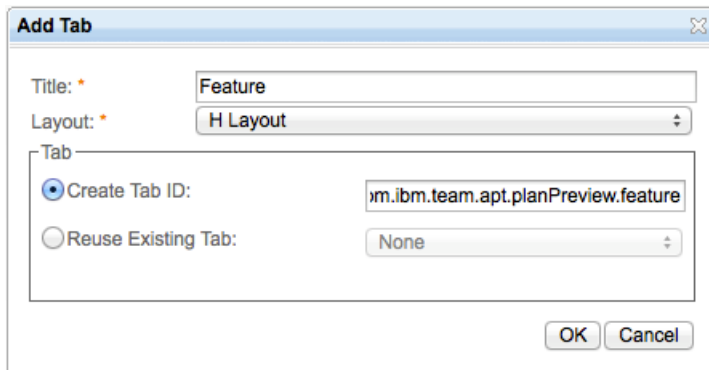 Add Tab
Title: * Feature
Layout: * H Layout
Tab
Create Tab ID: om.ibm.team.apt.planPreview.feature
Reuse Existing Tab: None
OK Cancel